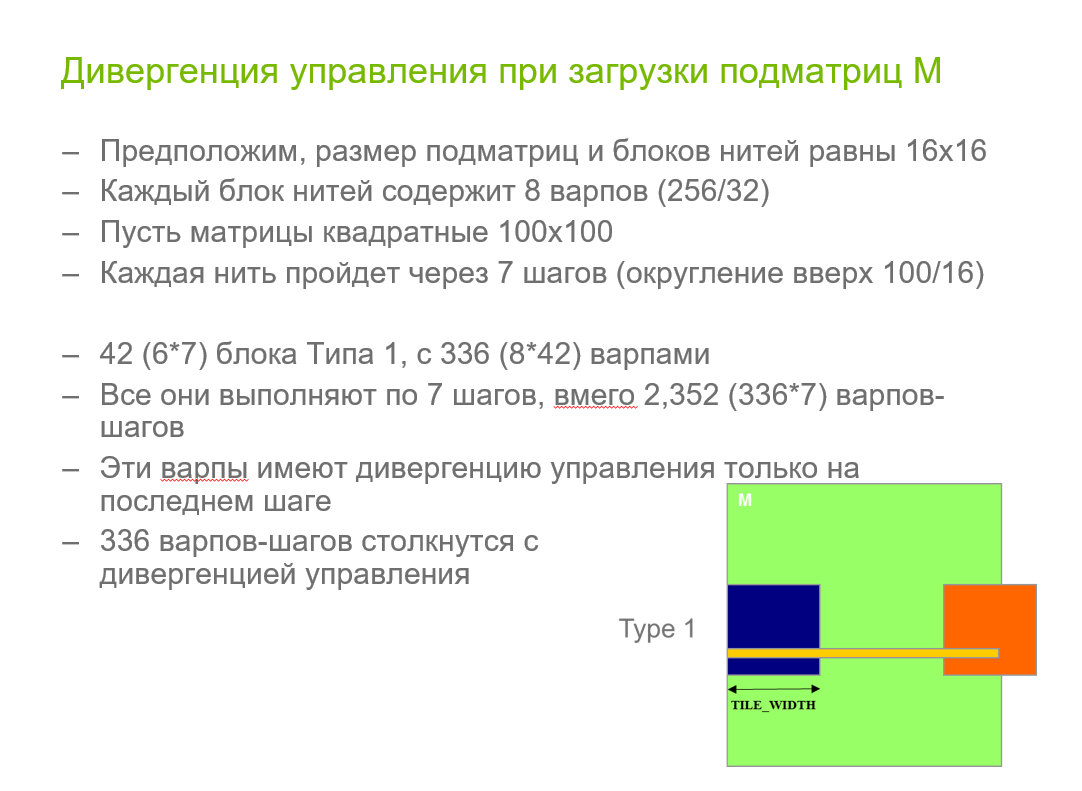 Дивергенция управления при загрузки подматриц М
– Предположим, размер подматриц и блоков нитей равны 16x16
– Каждый блок нитей содержит 8 варпов (256/32)
– Пусть матрицы квадратные 100x100
– Каждая нить пройдет через 7 шагов (округление вверх 100/16)
– 42 (6*7) блока Типа 1, с 336 (8*42) варпами
– Все они выполняют по 7 шагов, вмего 2,352 (336*7) варпов-
шагов
– Эти варпы имеют дивергенцию управления только на
последнем шаге
– 336 варпов-шагов столкнутся с
дивергенцией управления
M
Type 1
TILE_WIDTH